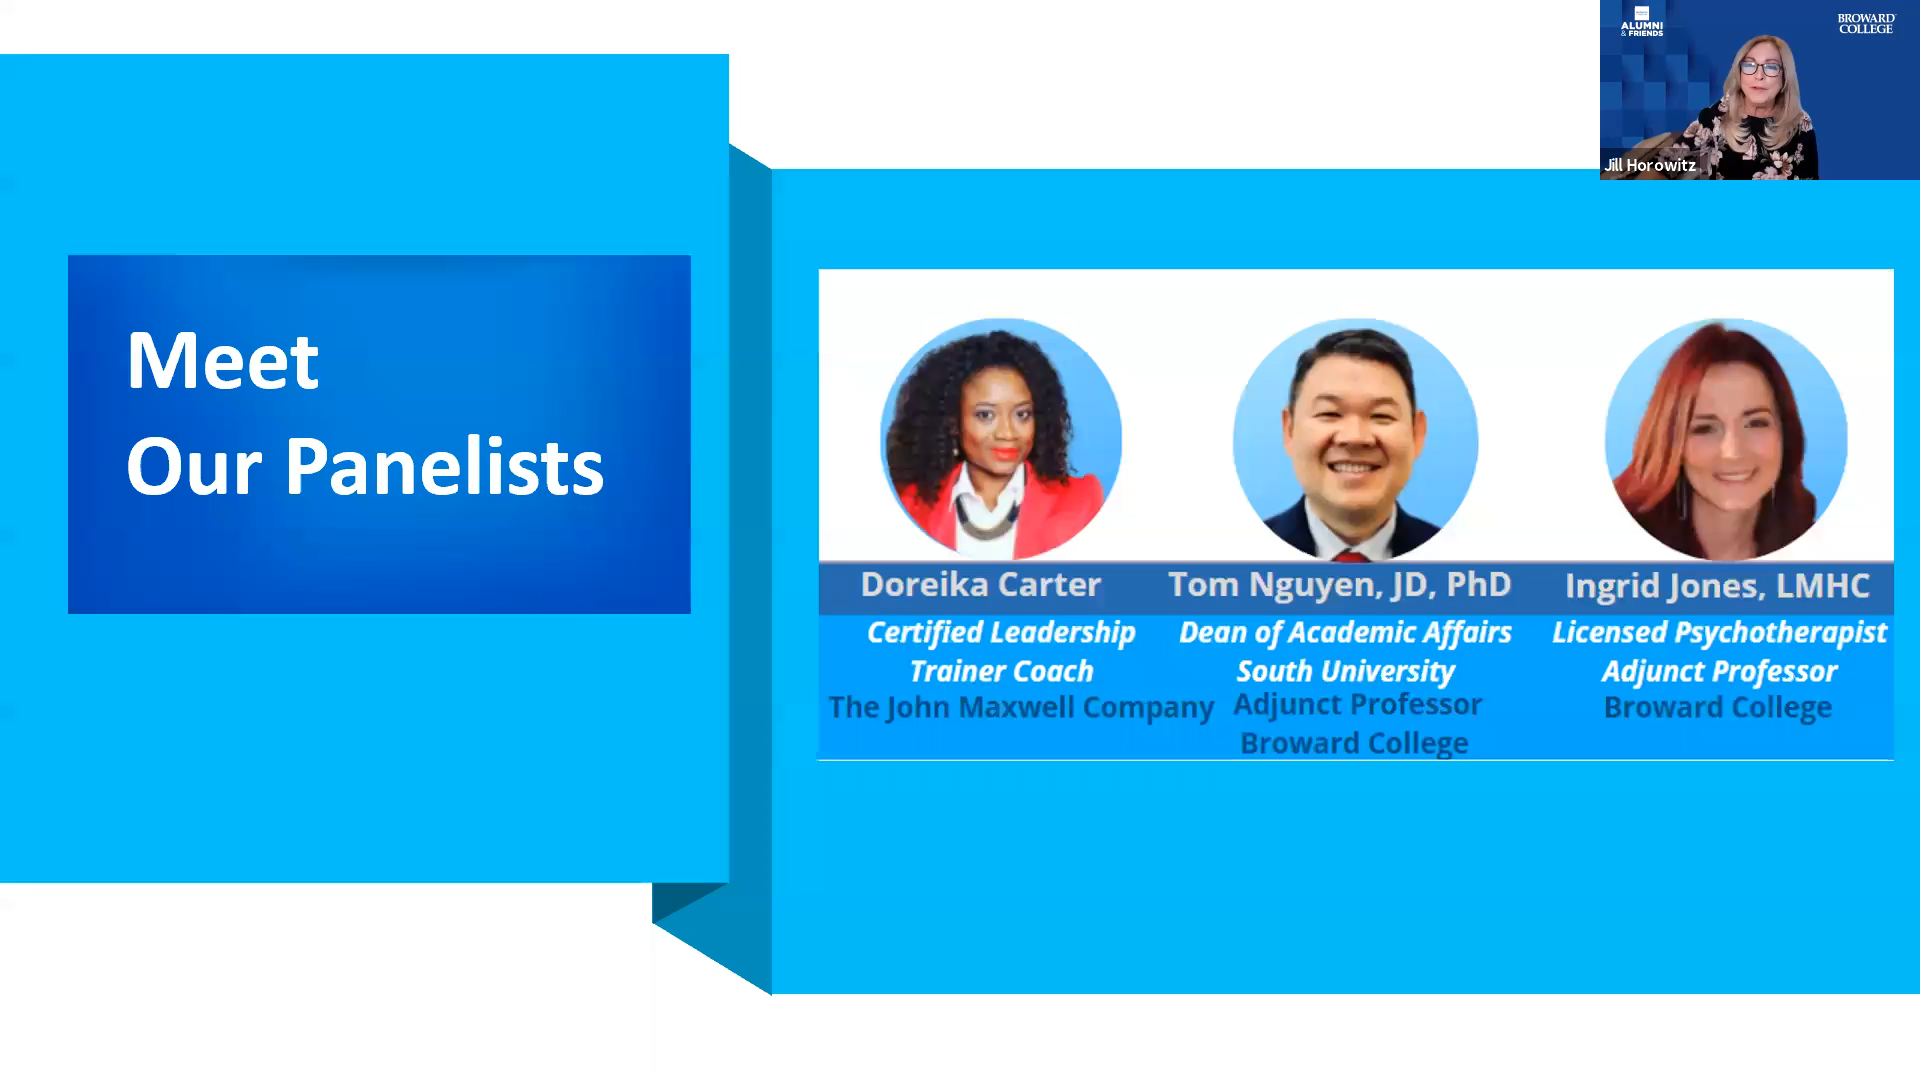 ALUMNI
& FRIENDS
BROWARD
COLLEGE
Jill Horowitz
Meet
Our Panelists
Doreika Carter
Certified Leadership
Trainer Coach
The John Maxwell Company
Tom Nguyen, JD, PhD
Dean of Academic Affairs
South University
Adjunct Professor
Broward College
Ingrid Jones, LMHC
Licensed Psychotherapist
Adjunct Professor
Broward College